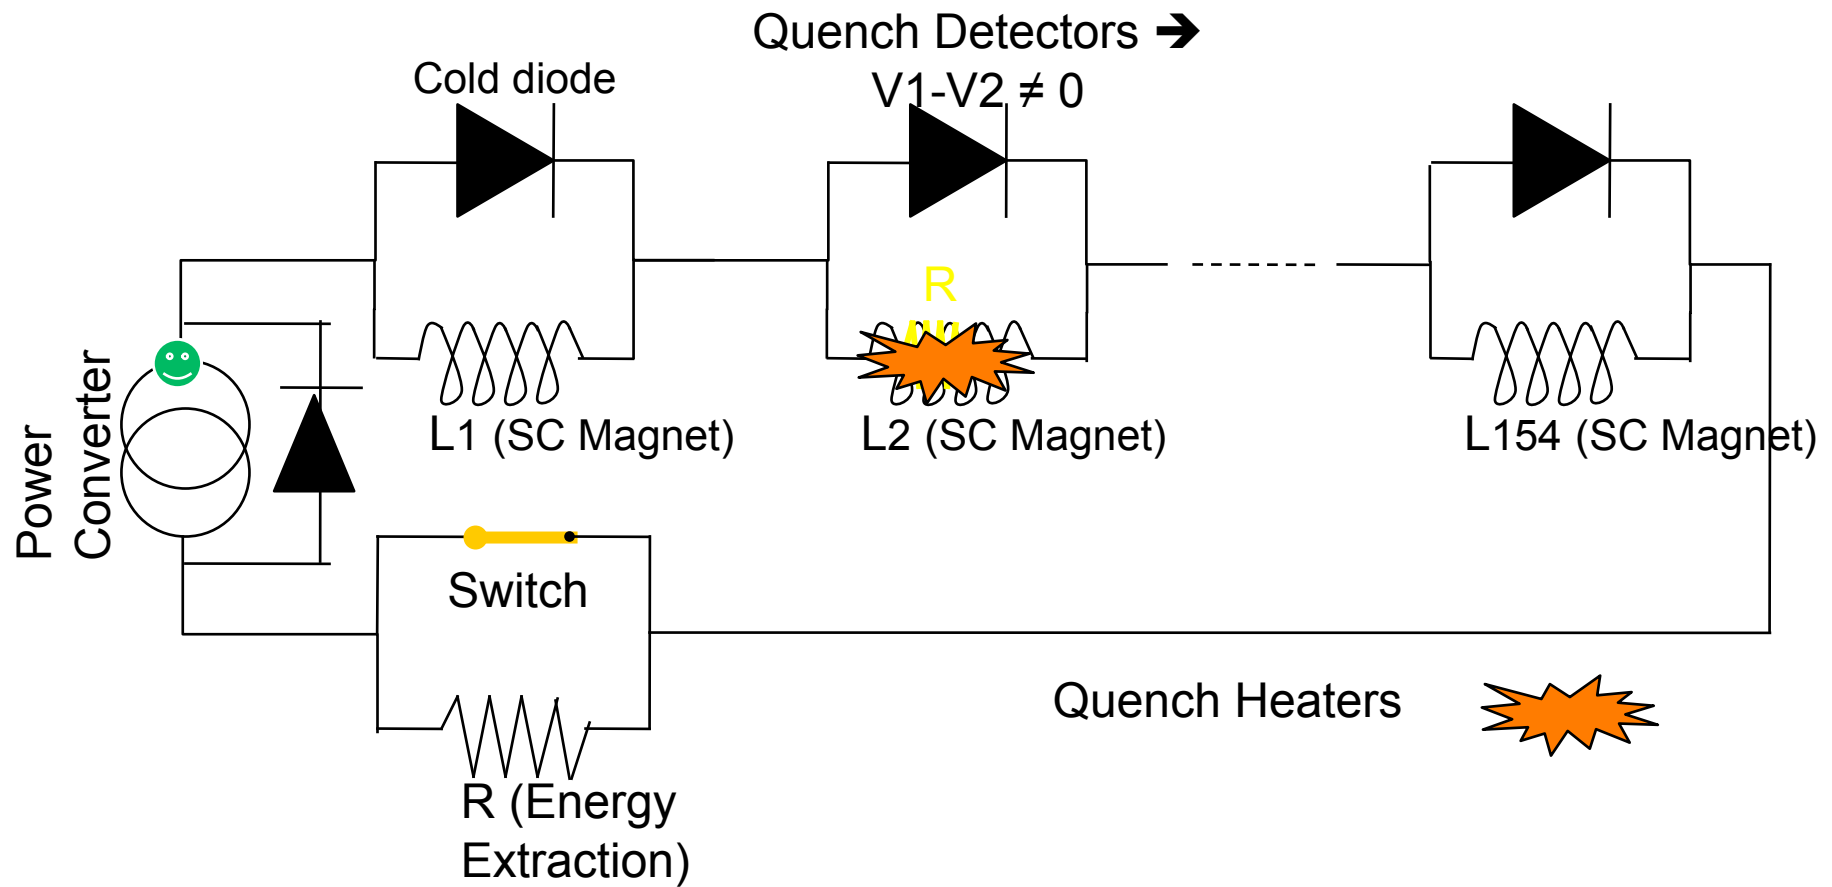 Quench Detectors ➔
V1-V2 ≠ 0
Cold diode
R
Power
Converter
L1 (SC Magnet)
L2 (SC Magnet)
L154 (SC Magnet)
Switch
Quench Heaters
R (Energy
Extraction)